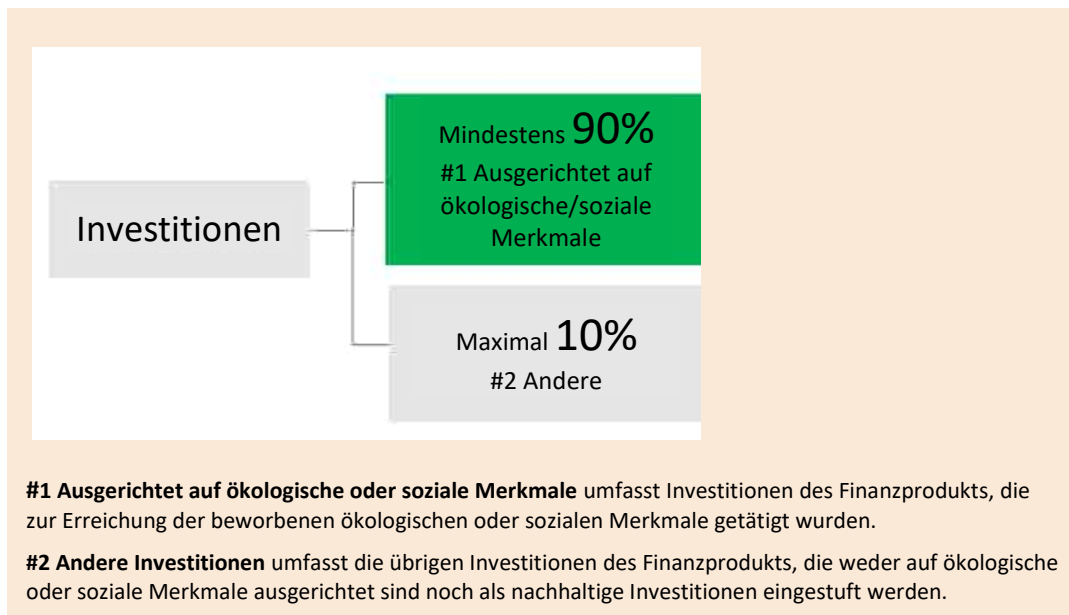 Mindestens 90%
#1 Ausgerichtet auf
ökologische/soziale
Merkmale
Investitionen
Maximal 10%
#2 Andere
#1 Ausgerichtet auf ökologische oder soziale Merkmale umfasst Investitionen des Finanzprodukts, die
zur Erreichung der beworbenen ökologischen oder sozialen Merkmale getätigt wurden.
#2 Andere Investitionen umfasst die übrigen Investitionen des Finanzprodukts, die weder auf ökologische
oder soziale Merkmale ausgerichtet sind noch als nachhaltige Investitionen eingestuft werden.